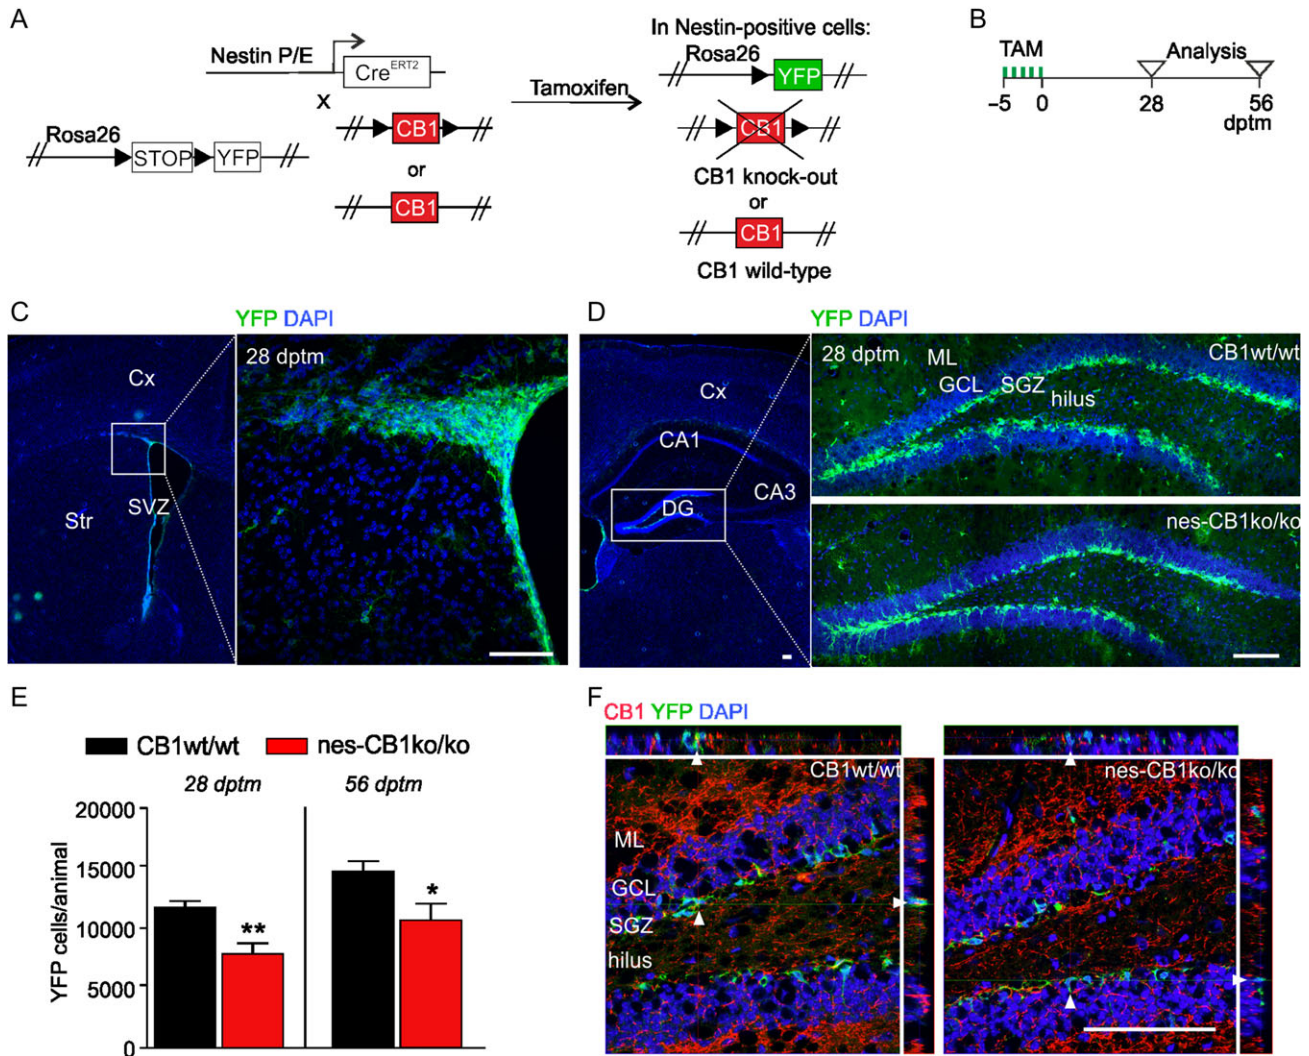 A
Nestin P/E
Cre ERT2
x
Rosa26
STOP
YFP
CB1
or
CB1
Tamoxifen
In Nestin-positive cells:
Rosa26
YFP
CB1
CB1 knock-out
or
CB1
CB1 wild-type
B
TAM
Analysis
–5
0
28
56
dptm
C
YFP DAPI
Cx
SVZ
Str
28 dptm
D
YFP DAPI
Cx
CA1
CA3
DG
28 dptm
ML
GCL
SGZ
hilus
CB1wt/wt
nes-CB1ko/ko
E
CB1wt/wt
nes-CB1ko/ko
28 dptm
56 dptm
YFP cells/animal
20000
15000
10000
5000
0
**
*
F
CB1 YFP DAPI
CB1wt/wt
ML
GCL
SGZ
hilus
nes-CB1ko/ko